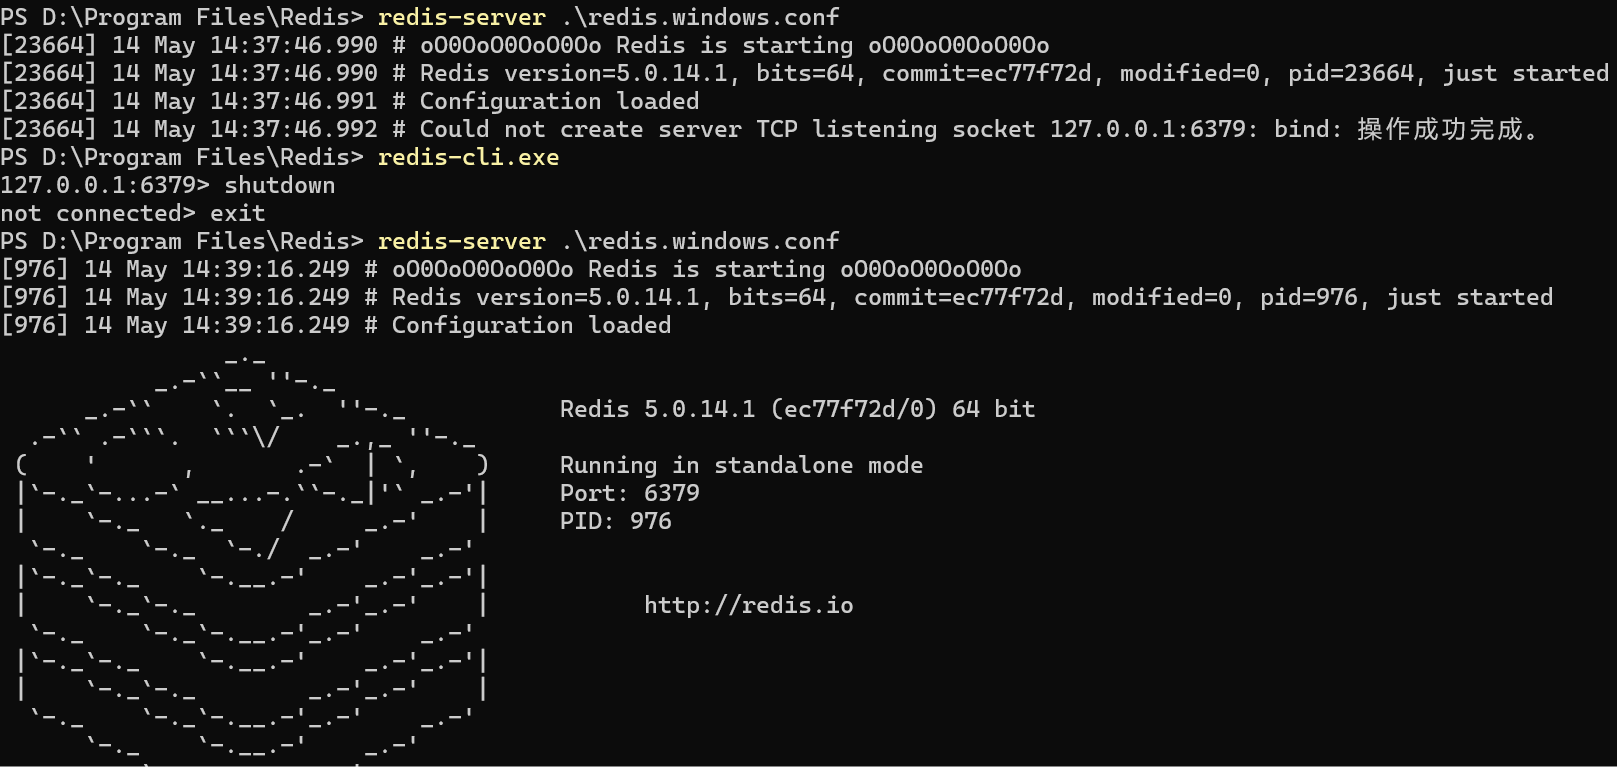 PS D:\Program Files\Redis> redis-server .\redis.windows.conf
[23664] 14 May 14:37:46.990 # oO0OoO0OoO0Oo Redis is starting oO0OoO0OoO0Oo
[23664] 14 May 14:37:46.990 # Redis version=5.0.14.1, bits=64, commit=ec77f72d, modified=0, pid=23664, just started
[23664] 14 May 14:37:46.991 # Configuration loaded
[23664] 14 May 14:37:46.992 # Could not create server TCP listening socket 127.0.0.1:6379: bind: 操作成功完成。
PS D:\Program Files\Redis> redis-cli.exe
127.0.0.1:6379> shutdown
not connected> exit
PS D:\Program Files\Redis> redis-server .\redis.windows.conf
[976] 14 May 14:39:16.249 # oO0OoO0OoO0Oo Redis is starting oO0OoO0OoO0Oo
[976] 14 May 14:39:16.249 # Redis version=5.0.14.1, bits=64, commit=ec77f72d, modified=0, pid=976, just started
[976] 14 May 14:39:16.249 # Configuration loaded
Redis 5.0.14.1 (ec77f72d/0) 64 bit
Running in standalone mode
Port: 6379
PID: 976
http://redis.io